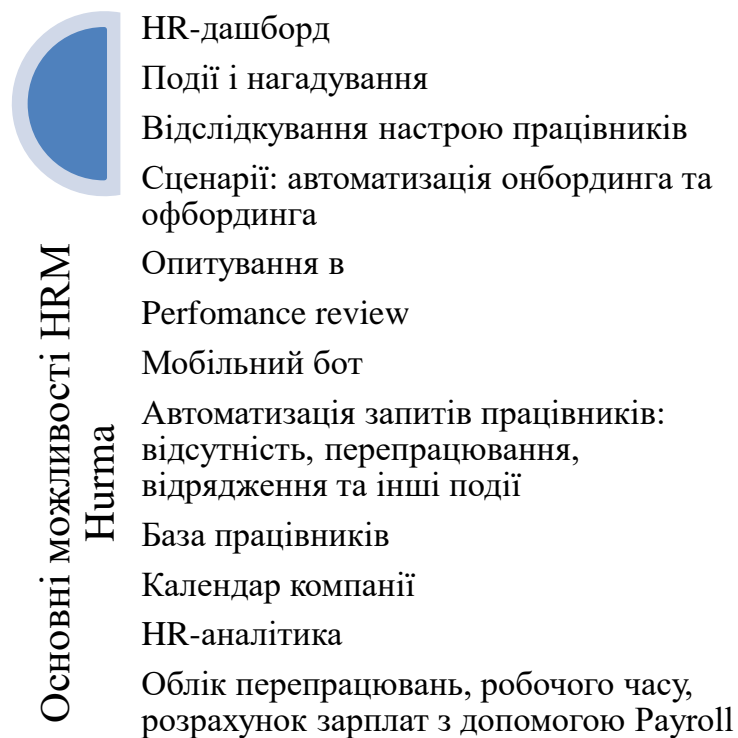 HR-дашборд
Події і нагадування
Відслідкування настрою працівників
Сценарії: автоматизація онбординга та
офбординга
Опитування в
Perfomance review
Мобільний бот
Автоматизація запитів працівників:
відсутність, перепрацювання,
відрядження та інші події
База працівників
Календар компанії
HR-аналітика
Облік перепрацювань, робочого часу,
розрахунок зарплат з допомогою Payroll
Основні можливості HRM
Hurma